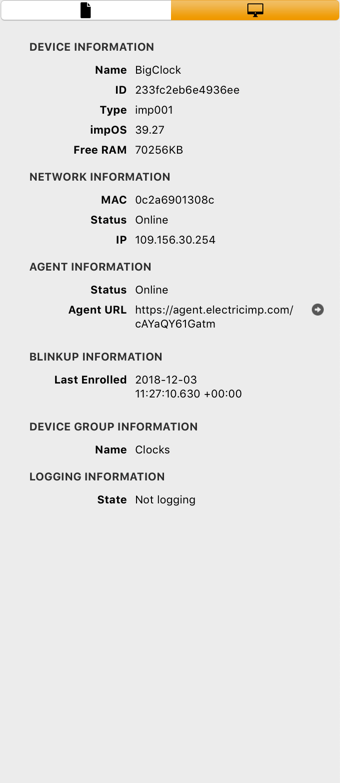 DEVICE INFORMATION
Name BigClock
ID 233fc2eb6e4936ee
Type imp001
impOS 39.27
Free RAM 70256KB
NETWORK INFORMATION
MAC 0c2a6901308c
Status Online
IP 109.156.30.254
AGENT INFORMATION
Status Online
Agent URL https://agent.electricimp.com/
cAYaQY61Gatm
BLINKUP INFORMATION
Last Enrolled 2018-12-03
11:27:10.630 +00:00
DEVICE GROUP INFORMATION
Name Clocks
LOGGING INFORMATION
State Not logging